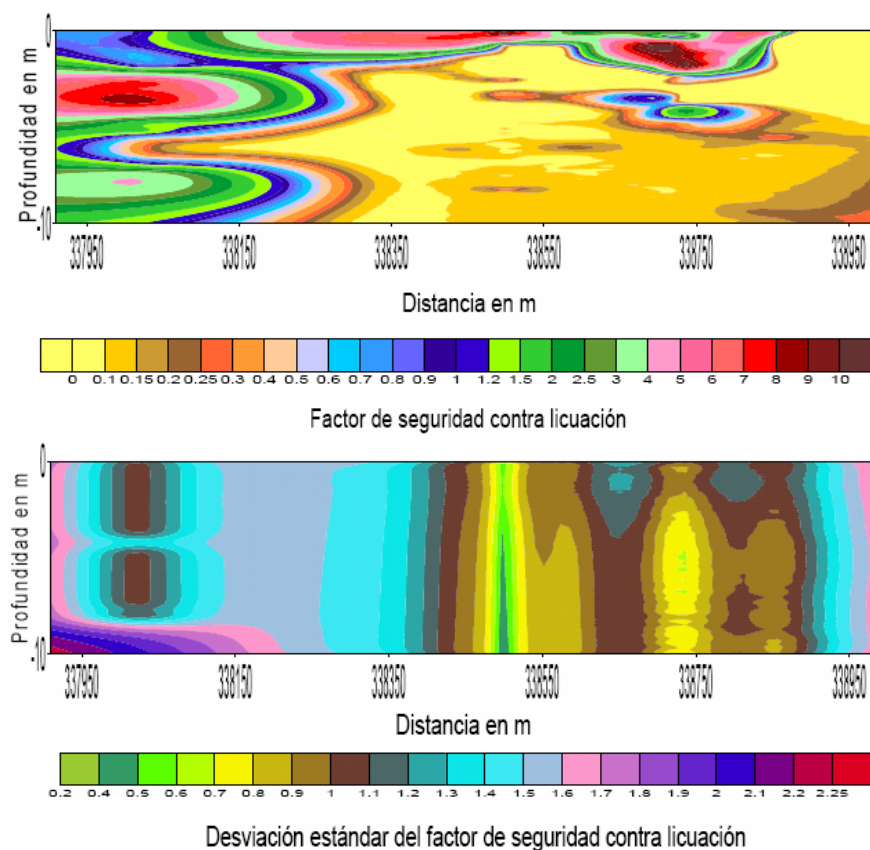 0
Profundidad en m
-10
337950 338150 338350 338550 338750 338950
Distancia en m
0 0.1 0.15 0.2 0.25 0.3 0.4 0.5 0.6 0.7 0.8 0.9 1 1.2 1.5 2 2.5 3 4 5 6 7 8 9 10
Factor de seguridad contra licuación
0
Profundidad en m
-10
337950 338150 338350 338550 338750 338950
Distancia en m
0.2 0.4 0.5 0.6 0.7 0.8 0.9 1 1.1 1.2 1.3 1.4 1.5 1.6 1.7 1.8 1.9 2 2.1 2.2 2.25
Desviación estándar del factor de seguridad contra licuación